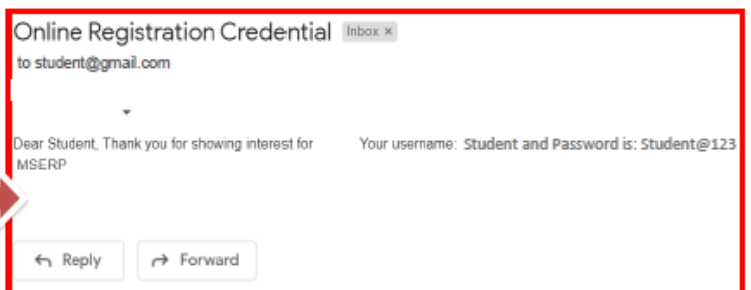 Online Registration Credential Inbox ×
to student@gmail.com
Dear Student, Thank you for showing interest for Your username: Student and Password is: Student@123
MSERP
Reply Forward